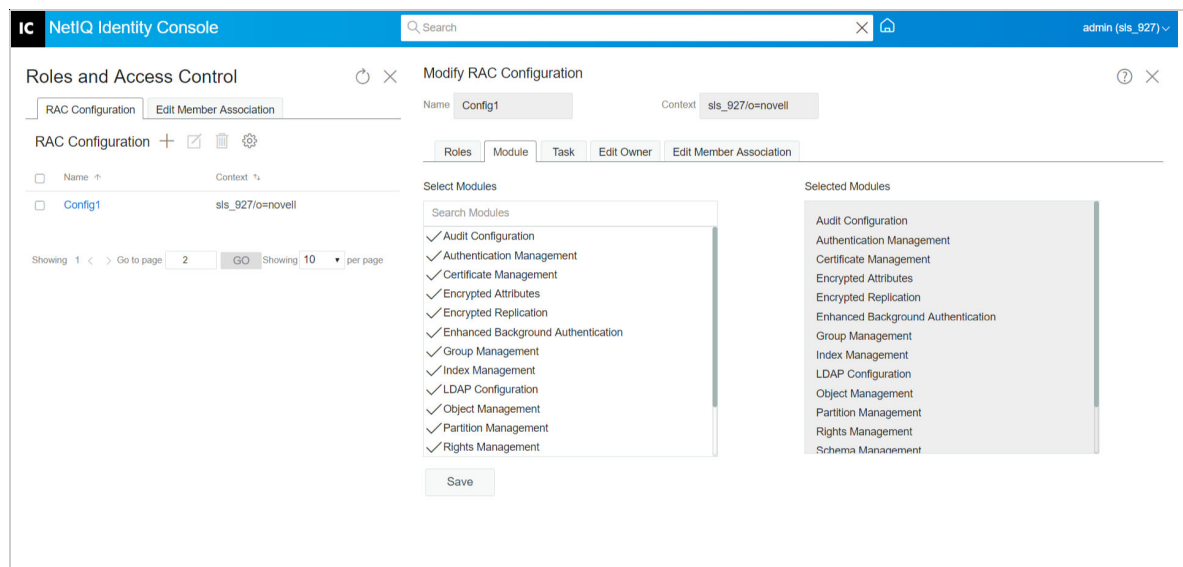 IC NetIQ Identity Console
Search
admin (sls_927)
Roles and Access Control
RAC Configuration Edit Member Association
RAC Configuration
Name Context
Config1 sls_927/o=novell
Showing 1 Go to page 2 GO Showing 10 per page
Modify RAC Configuration
Name Config1 Context sls_927/o=novell
Roles Module Task Edit Owner Edit Member Association
Select Modules
Search Modules
Audit Configuration
Authentication Management
Certificate Management
Encrypted Attributes
Encrypted Replication
Enhanced Background Authentication
Group Management
Index Management
LDAP Configuration
Object Management
Partition Management
Rights Management
Save
Selected Modules
Audit Configuration
Authentication Management
Certificate Management
Encrypted Attributes
Encrypted Replication
Enhanced Background Authentication
Group Management
Index Management
LDAP Configuration
Object Management
Partition Management
Rights Management
Schema Management